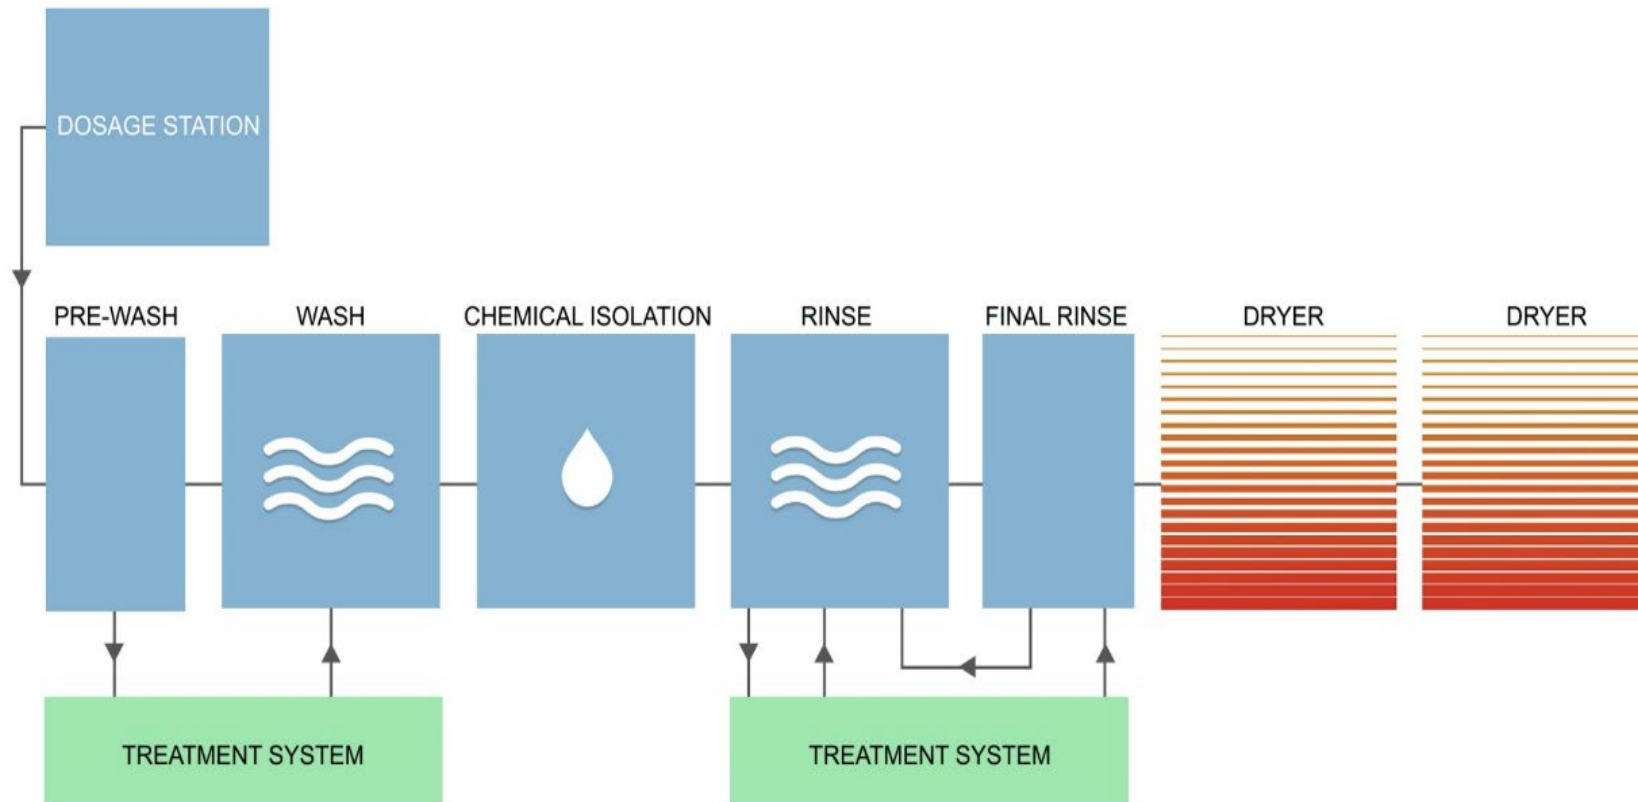 DOSAGE STATION
PRE-WASH
WASH
CHEMICAL ISOLATION
RINSE
FINAL RINSE
DRYER
DRYER
TREATMENT SYSTEM
TREATMENT SYSTEM